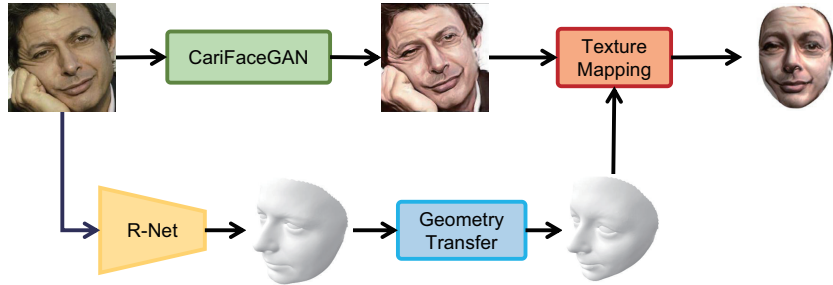 CariFaceGAN
Texture
Mapping
R-Net
Geometry
Transfer